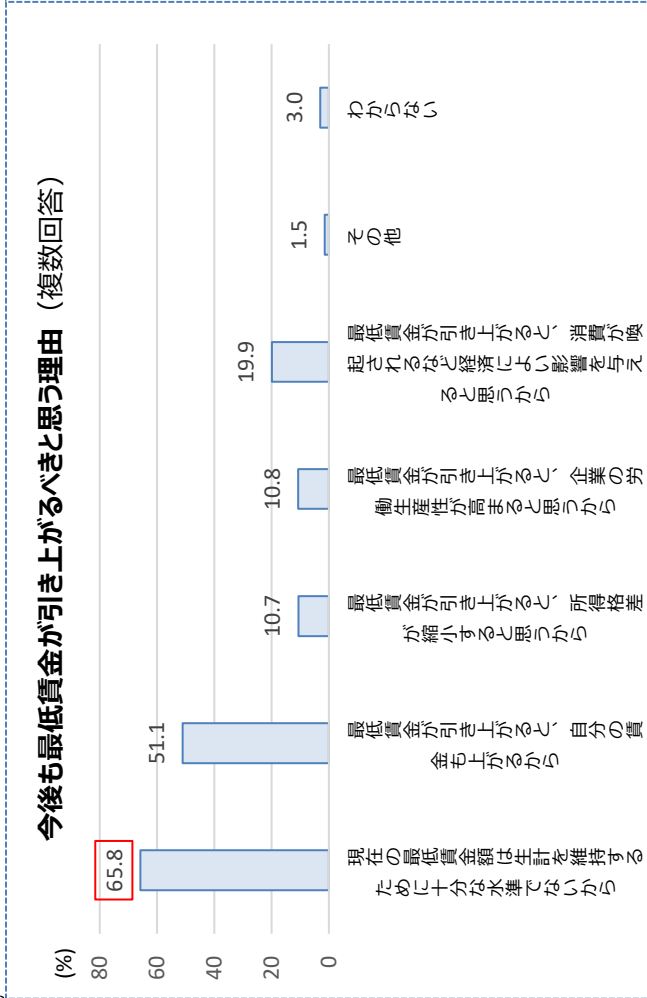 今後も最低賃金が引き上がるべきと思う理由（複数回答）
(%)
80
60
40
20
0
65.8
51.1
10.7
10.8
19.9
1.5
3.0
現在の最低賃金額は生計を維持する
ために十分な水準でないから
最低賃金が引き上がると、自分の賃
金も上がるから
最低賃金が引き上がると、所得格差
が縮小すると思うから
最低賃金が引き上がると、企業の労
働生産性が高まると思うから
最低賃金が引き上がると、消費が喚
起されるなど経済によい影響を与え
ると思うから
その他
わからない